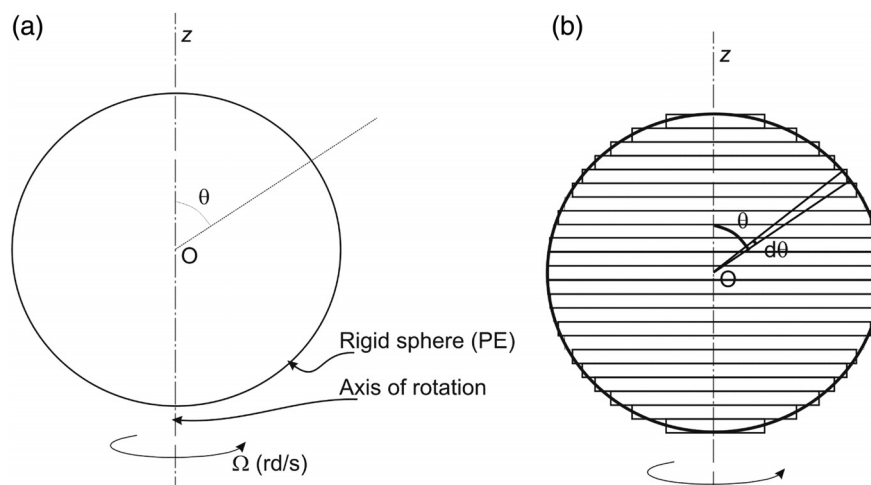 (a)
z
θ
O
Rigid sphere (PE)
Axis of rotation
Ω (rd/s)
(b)
z
θ
dθ
O